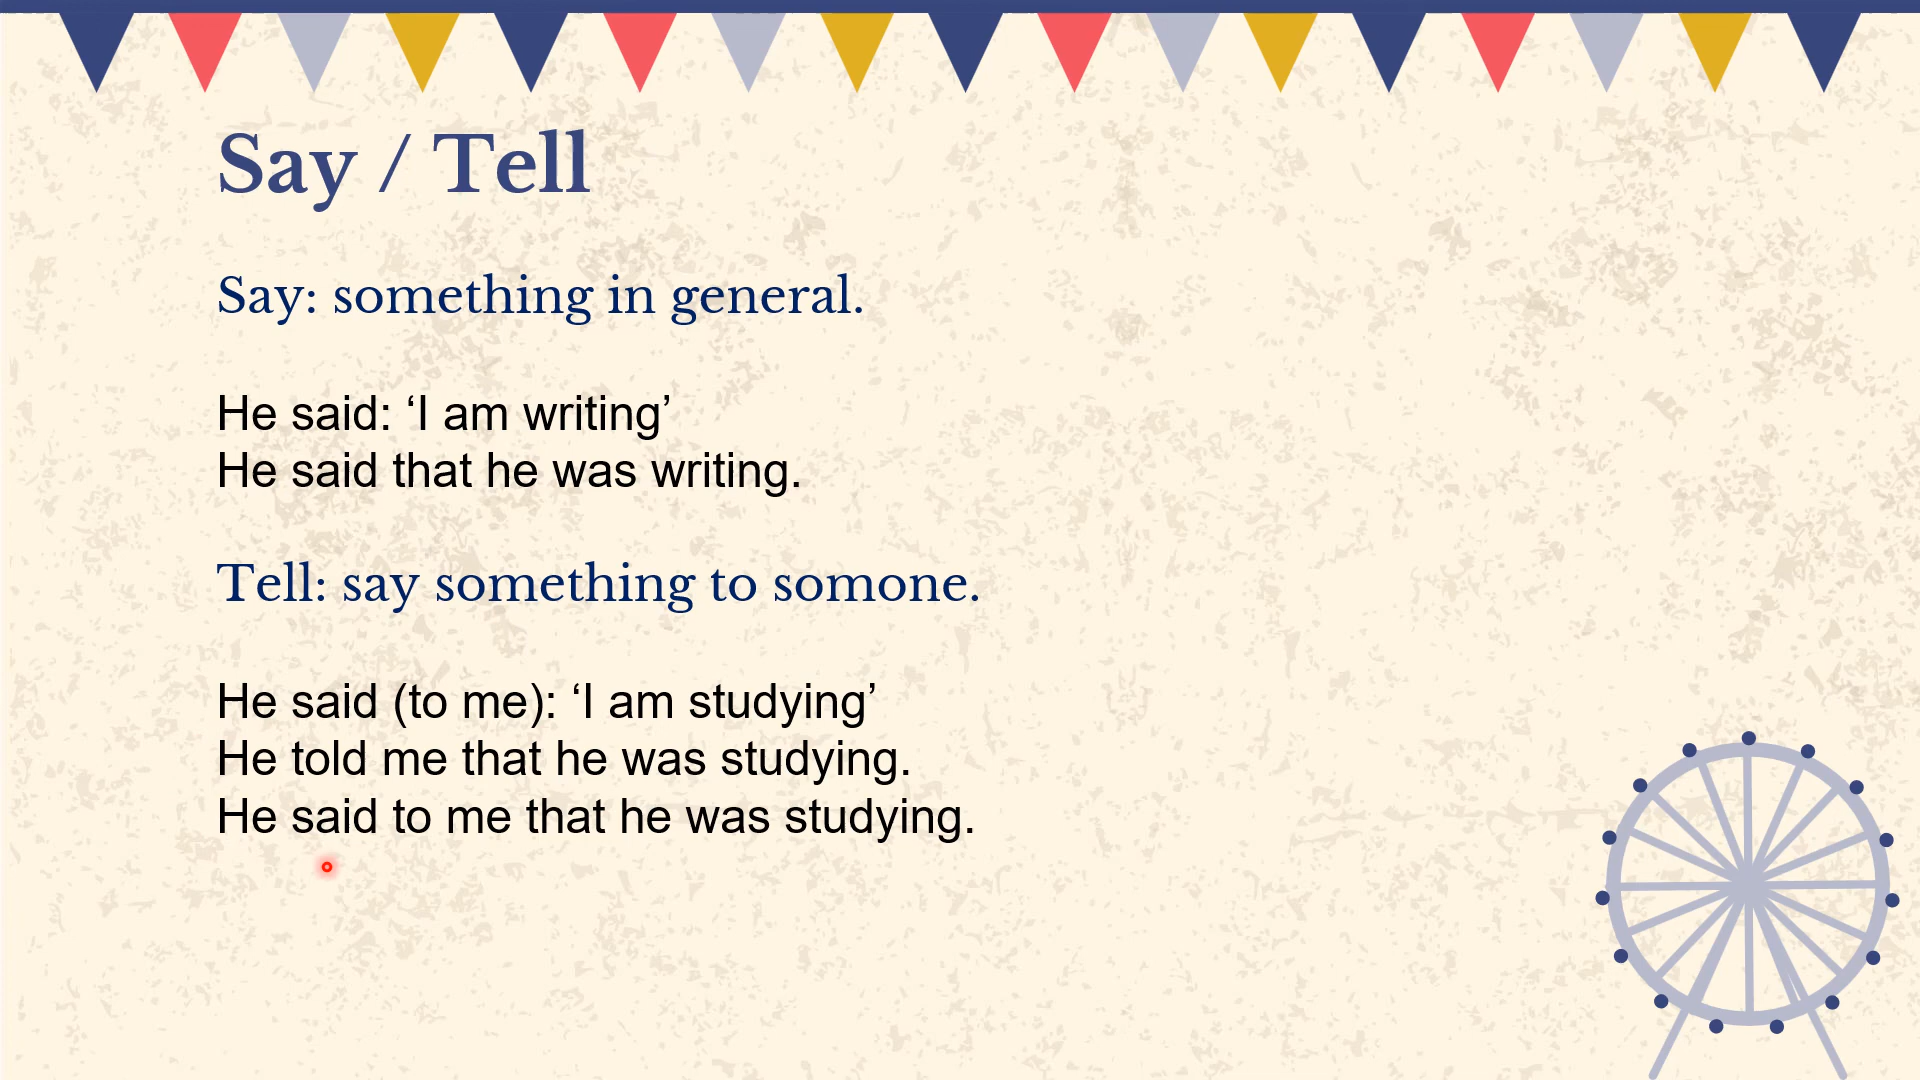 Say / Tell
Say: something in general.
He said: ‘I am writing’
He said that he was writing.
Tell: say something to somone.
He said (to me): ‘I am studying’
He told me that he was studying.
He said to me that he was studying.